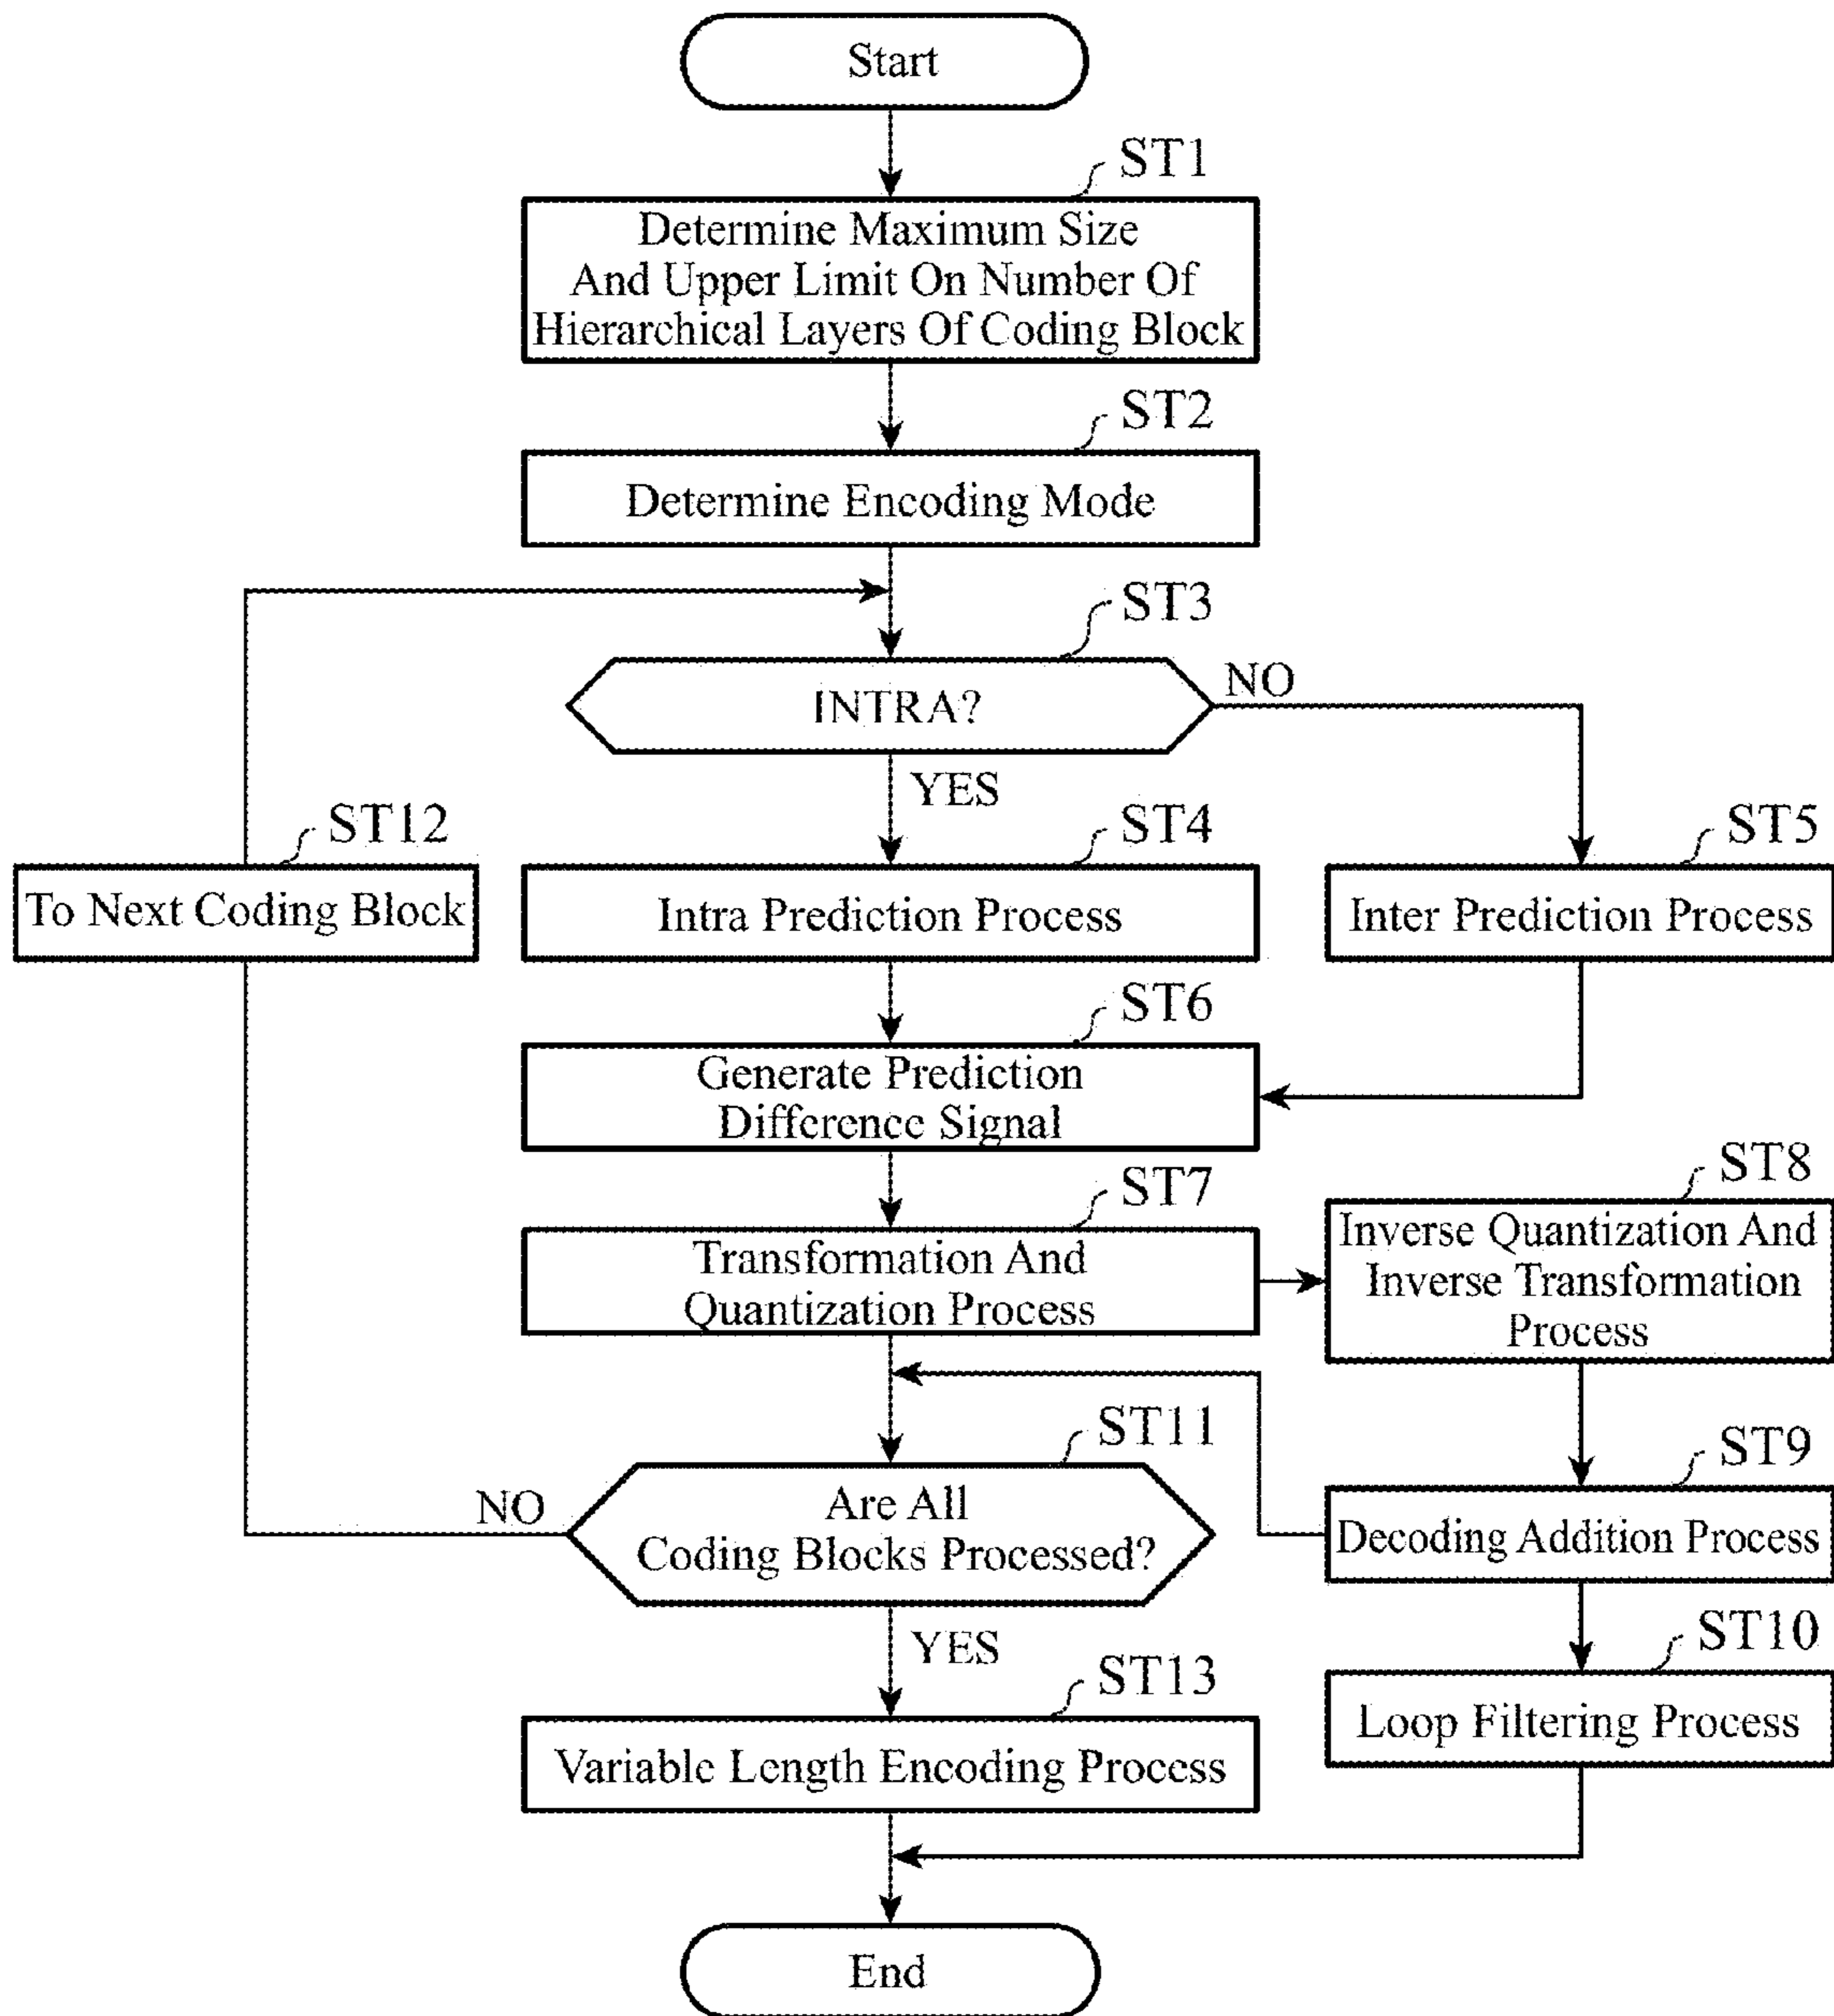 Start
ST1
Determine Maximum Size
And Upper Limit On Number Of
Hierarchical Layers Of Coding Block
ST2
Determine Encoding Mode
ST3
INTRA?
NO
YES
ST12
To Next Coding Block
ST4
Intra Prediction Process
ST5
Inter Prediction Process
ST6
Generate Prediction
Difference Signal
ST7
Transformation And
Quantization Process
ST8
Inverse Quantization And
Inverse Transformation
Process
ST11
Are All
Coding Blocks Processed?
NO
YES
ST9
Decoding Addition Process
ST10
Loop Filtering Process
ST13
Variable Length Encoding Process
End